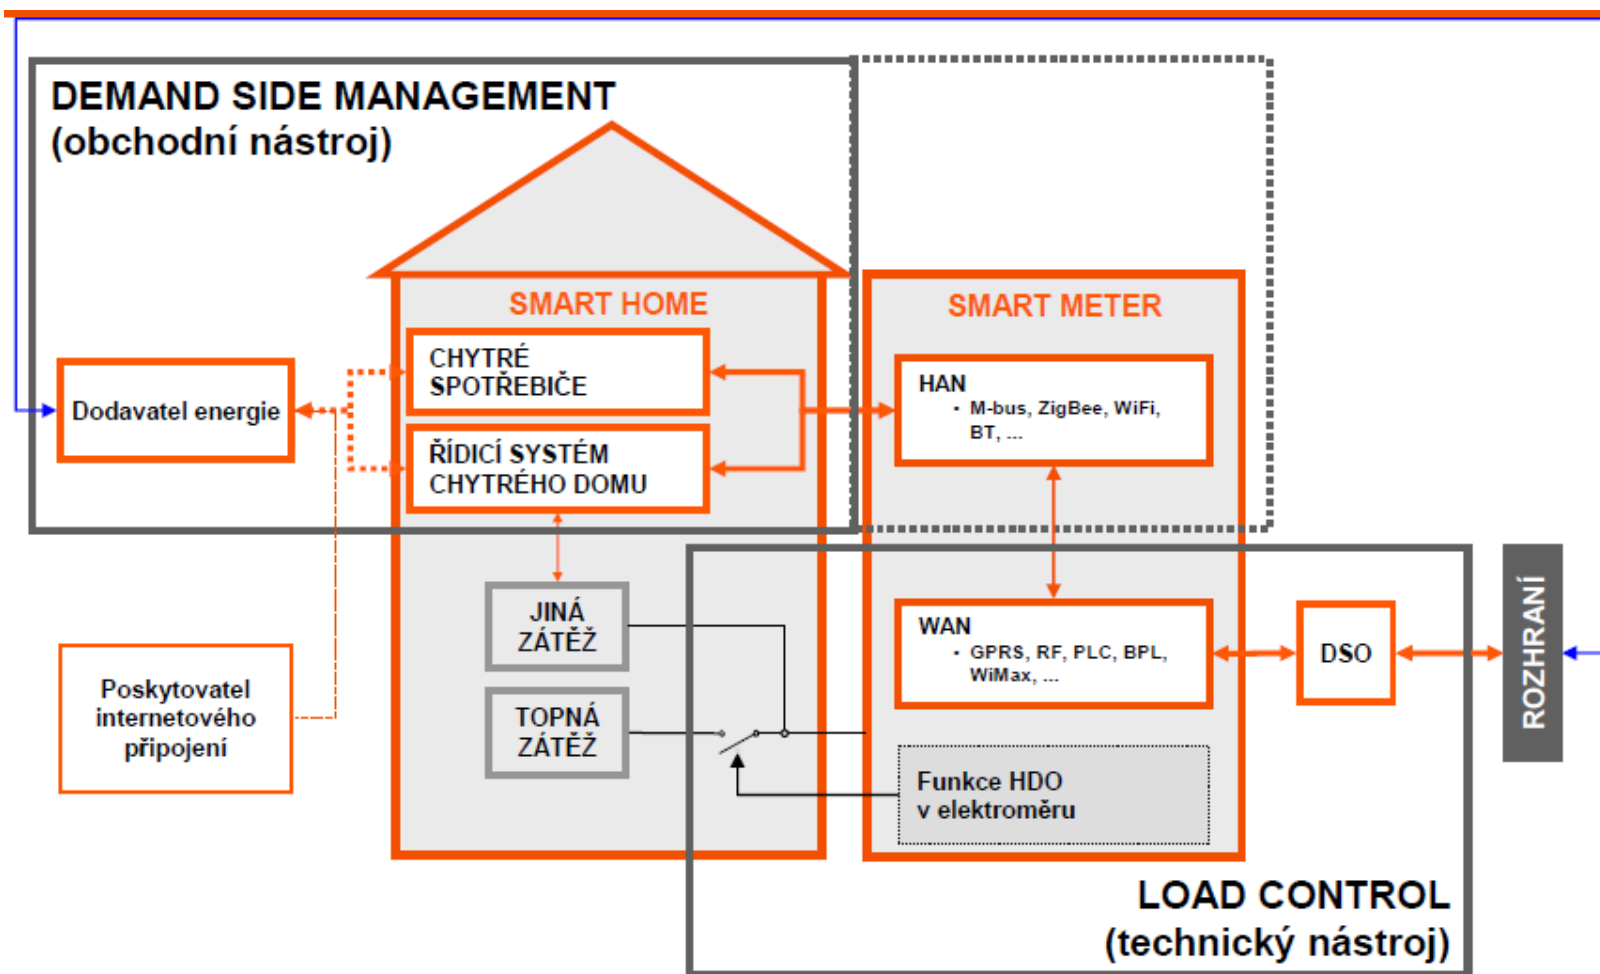 DEMAND SIDE MANAGEMENT
(obchodní nástroj)
SMART HOME
SMART METER
CHYTRÉ
SPOTŘEBIČE
HAN
• M-bus, ZigBee, WiFi,
BT, ...
Dodavatel energie
ŘÍDICÍ SYSTÉM
CHYTRÉHO DOMU
JINÁ
ZÁTĚŽ
WAN
• GPRS, RF, PLC, BPL,
WiMax, ...
DSO
ROZHRANÍ
Poskytovatel
internetového
připojení
TOPNÁ
ZÁTĚŽ
Funkce HDO
v elektroměru
LOAD CONTROL
(technický nástroj)